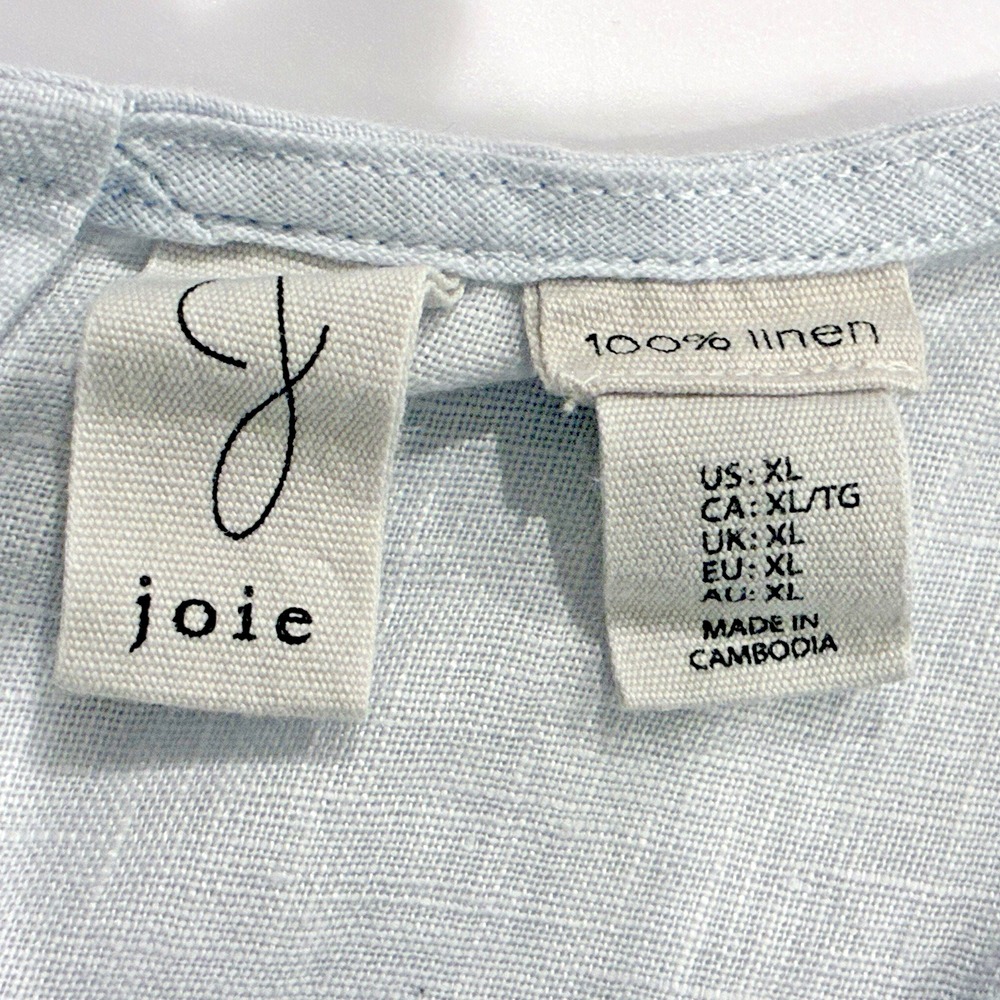 J
joie
100% linen
US: XL
CA: XL/TG
UK: XL
EU: XL
AU: XL
MADE IN
CAMBODIA